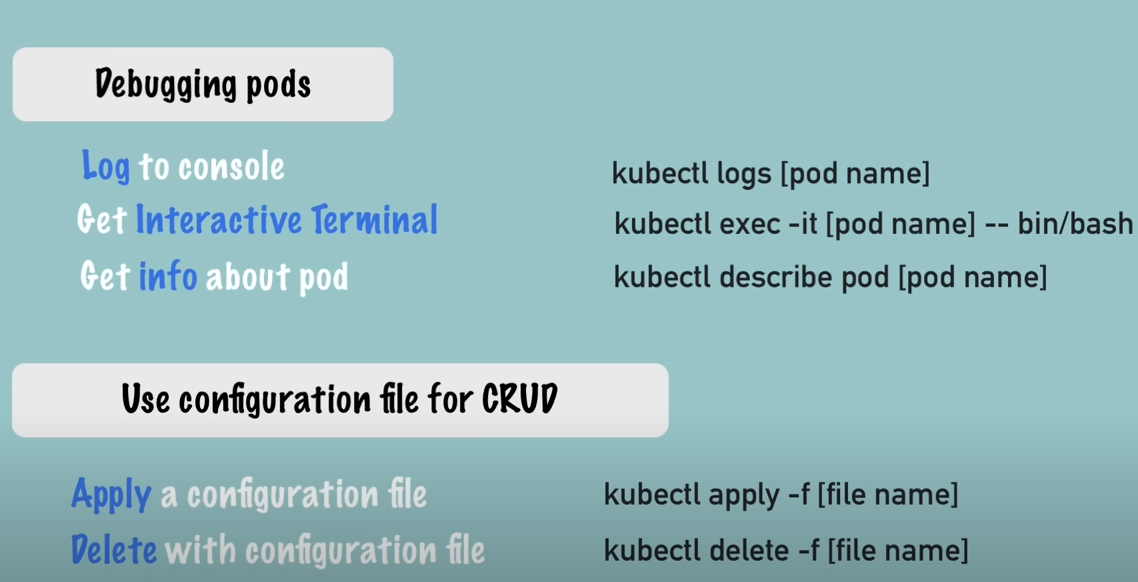 Debugging pods
Log to console kubectl logs [pod name]
Get Interactive Terminal kubectl exec -it [pod name] -- bin/bash
Get info about pod kubectl describe pod [pod name]
Use configuration file for CRUD
Apply a configuration file kubectl apply -f [file name]
Delete with configuration file kubectl delete -f [file name]